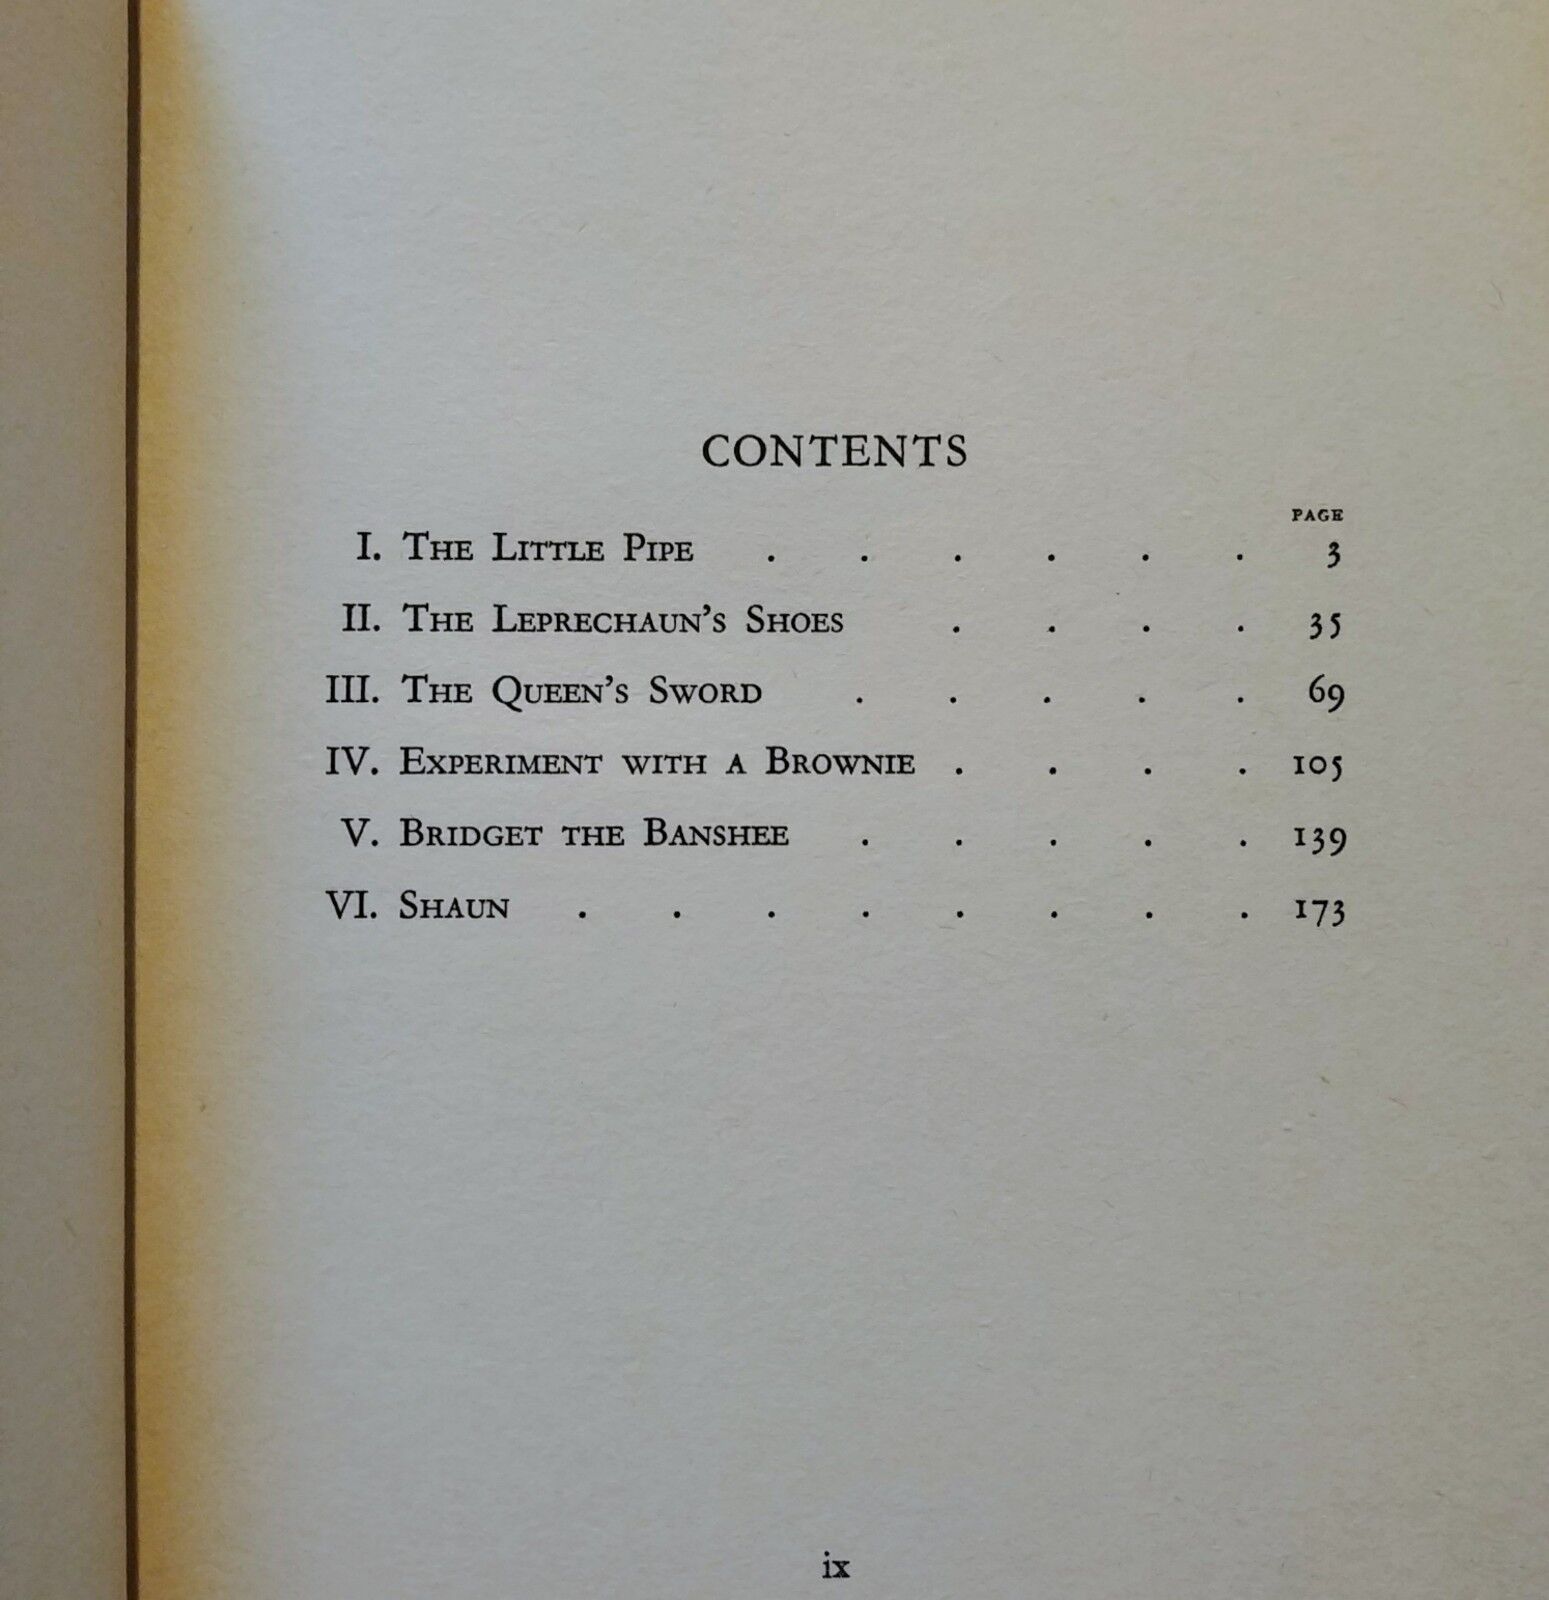 CONTENTS
PAGE
I. The Little Pipe . . . . . . 3
II. The Leprechaun's Shoes . . . . 35
III. The Queen's Sword . . . . . 69
IV. Experiment with a Brownie . . . . 105
V. Bridget the Banshee . . . . . 139
VI. Shaun . . . . . . . . 173
ix